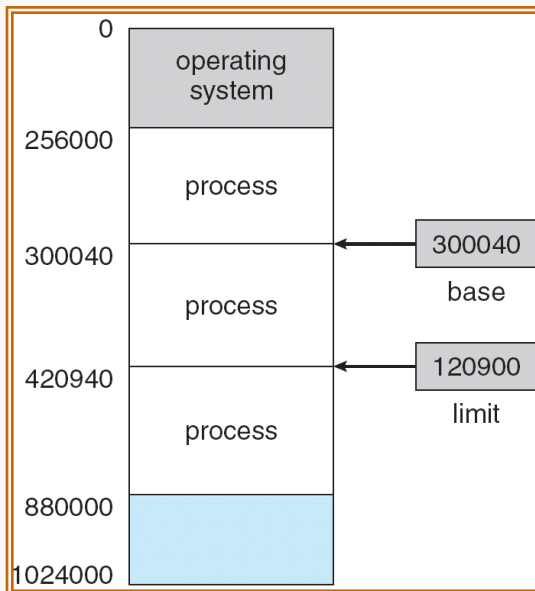 0
operating
system
256000
process
300040
300040
base
process
120900
420940
limit
process
880000
1024000